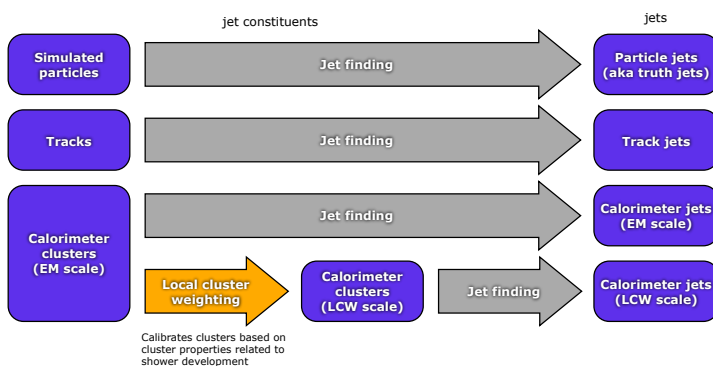 jet constituents
jets
Simulated
particles
Jet finding
Particle jets
(aka truth jets)
Tracks
Jet finding
Track jets
Calorimeter
clusters
(EM scale)
Jet finding
Calorimeter jets
(EM scale)
Local cluster
weighting
Calorimeter
clusters
(LCW scale)
Jet finding
Calorimeter jets
(LCW scale)
Calibrates clusters based on
cluster properties related to
shower development